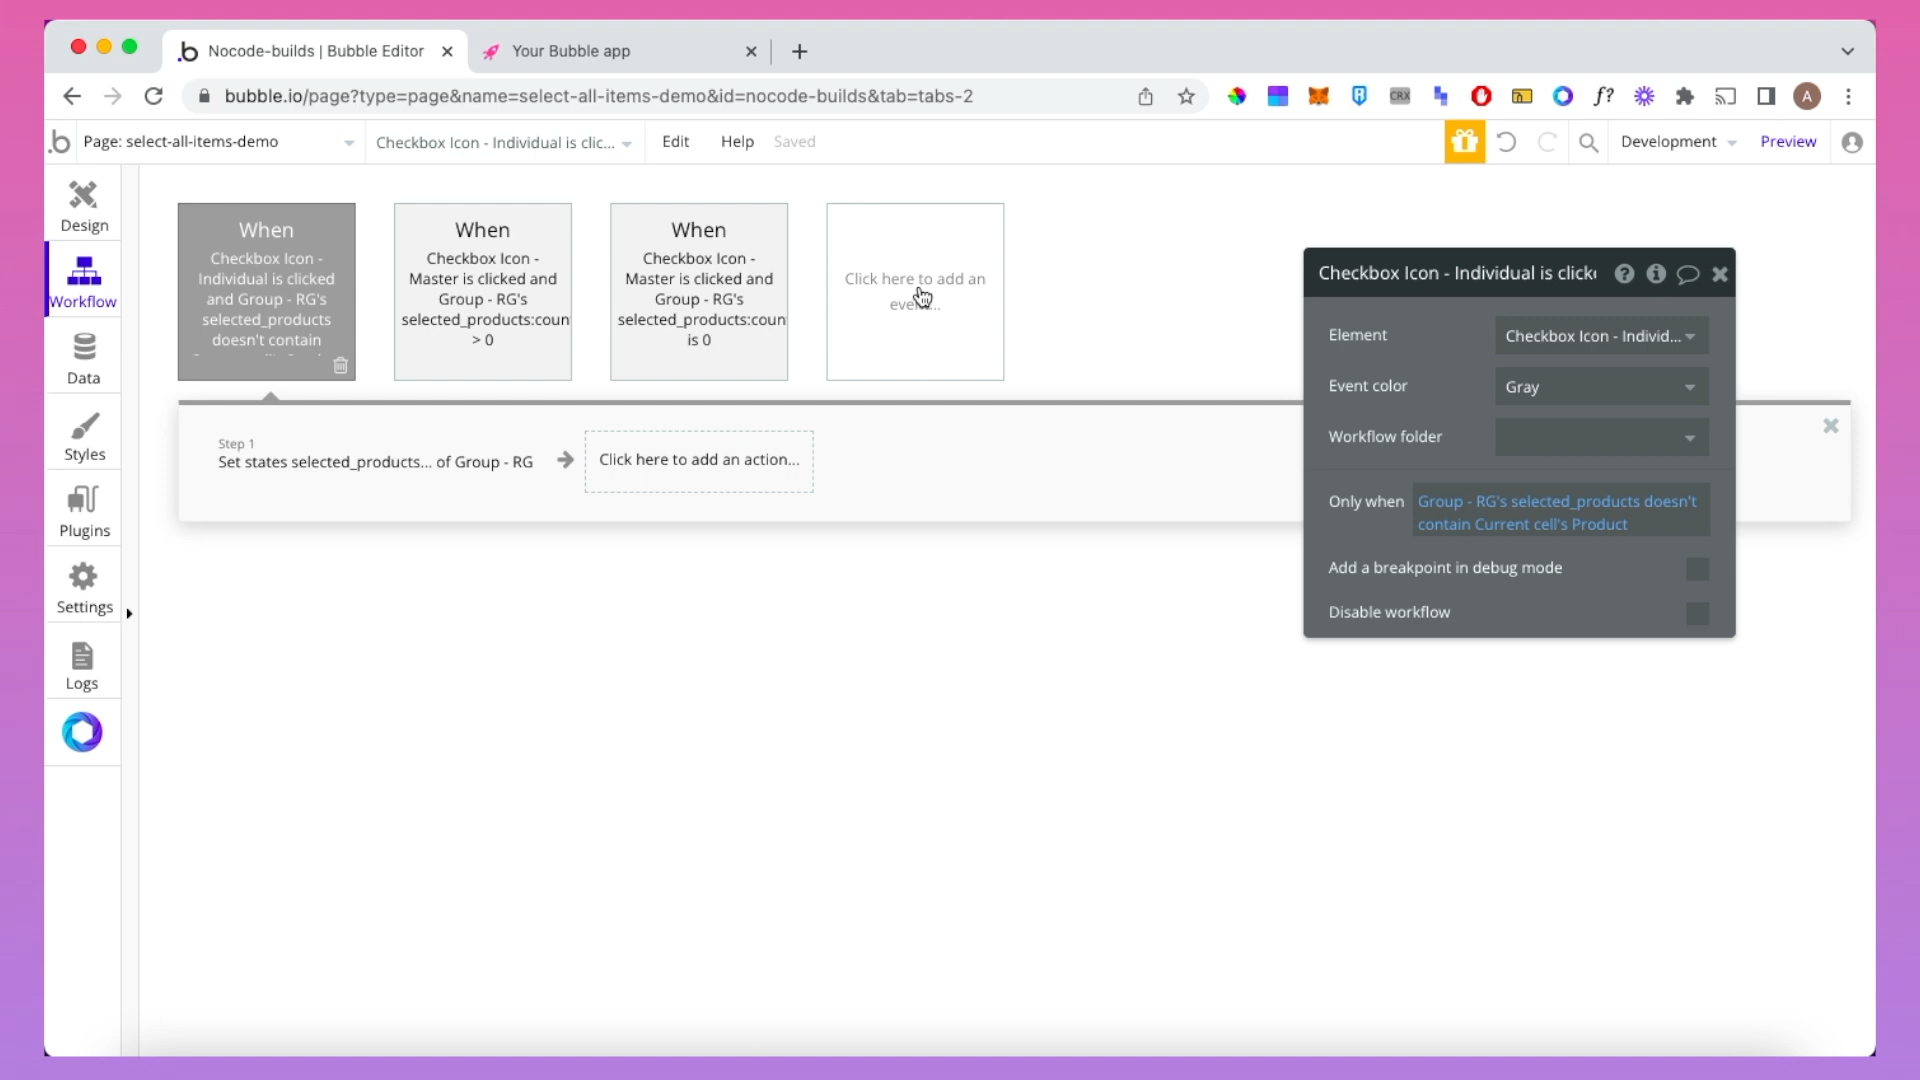 Nocode-builds | Bubble Editor
Your Bubble app
bubble.io/page?type=page&name=select-all-items-demo&id=nocode-builds&tab=tabs-2
CRX
f?
A
Page: select-all-items-demo
Checkbox Icon - Individual is clic...
Edit
Help
Saved
Development
Preview
Design
Workflow
Data
Styles
Plugins
Settings
Logs
When
Checkbox Icon -
Individual is clicked
and Group - RG's
selected_products
doesn't contain
When
Checkbox Icon -
Master is clicked and
Group - RG's
selected_products:coun
> 0
When
Checkbox Icon -
Master is clicked and
Group - RG's
selected_products:coun
is 0
Click here to add an
Step 1
Set states selected_products... of Group - RG
Click here to add an action...
Checkbox Icon - Individual is click
Element
Checkbox Icon - Individ...
Event color
Gray
Workflow folder
Only when
Group - RG's selected_products doesn't
contain Current cell's Product
Add a breakpoint in debug mode
Disable workflow